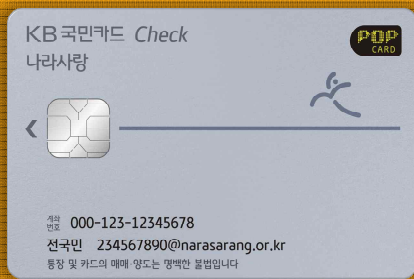 KB 국민카드 Check
POP
CARD
나라사랑
계좌
번호 000-123-12345678
전국민 234567890@narasarang.or.kr
통장 및 카드의 매매·양도는 명백한 불법입니다